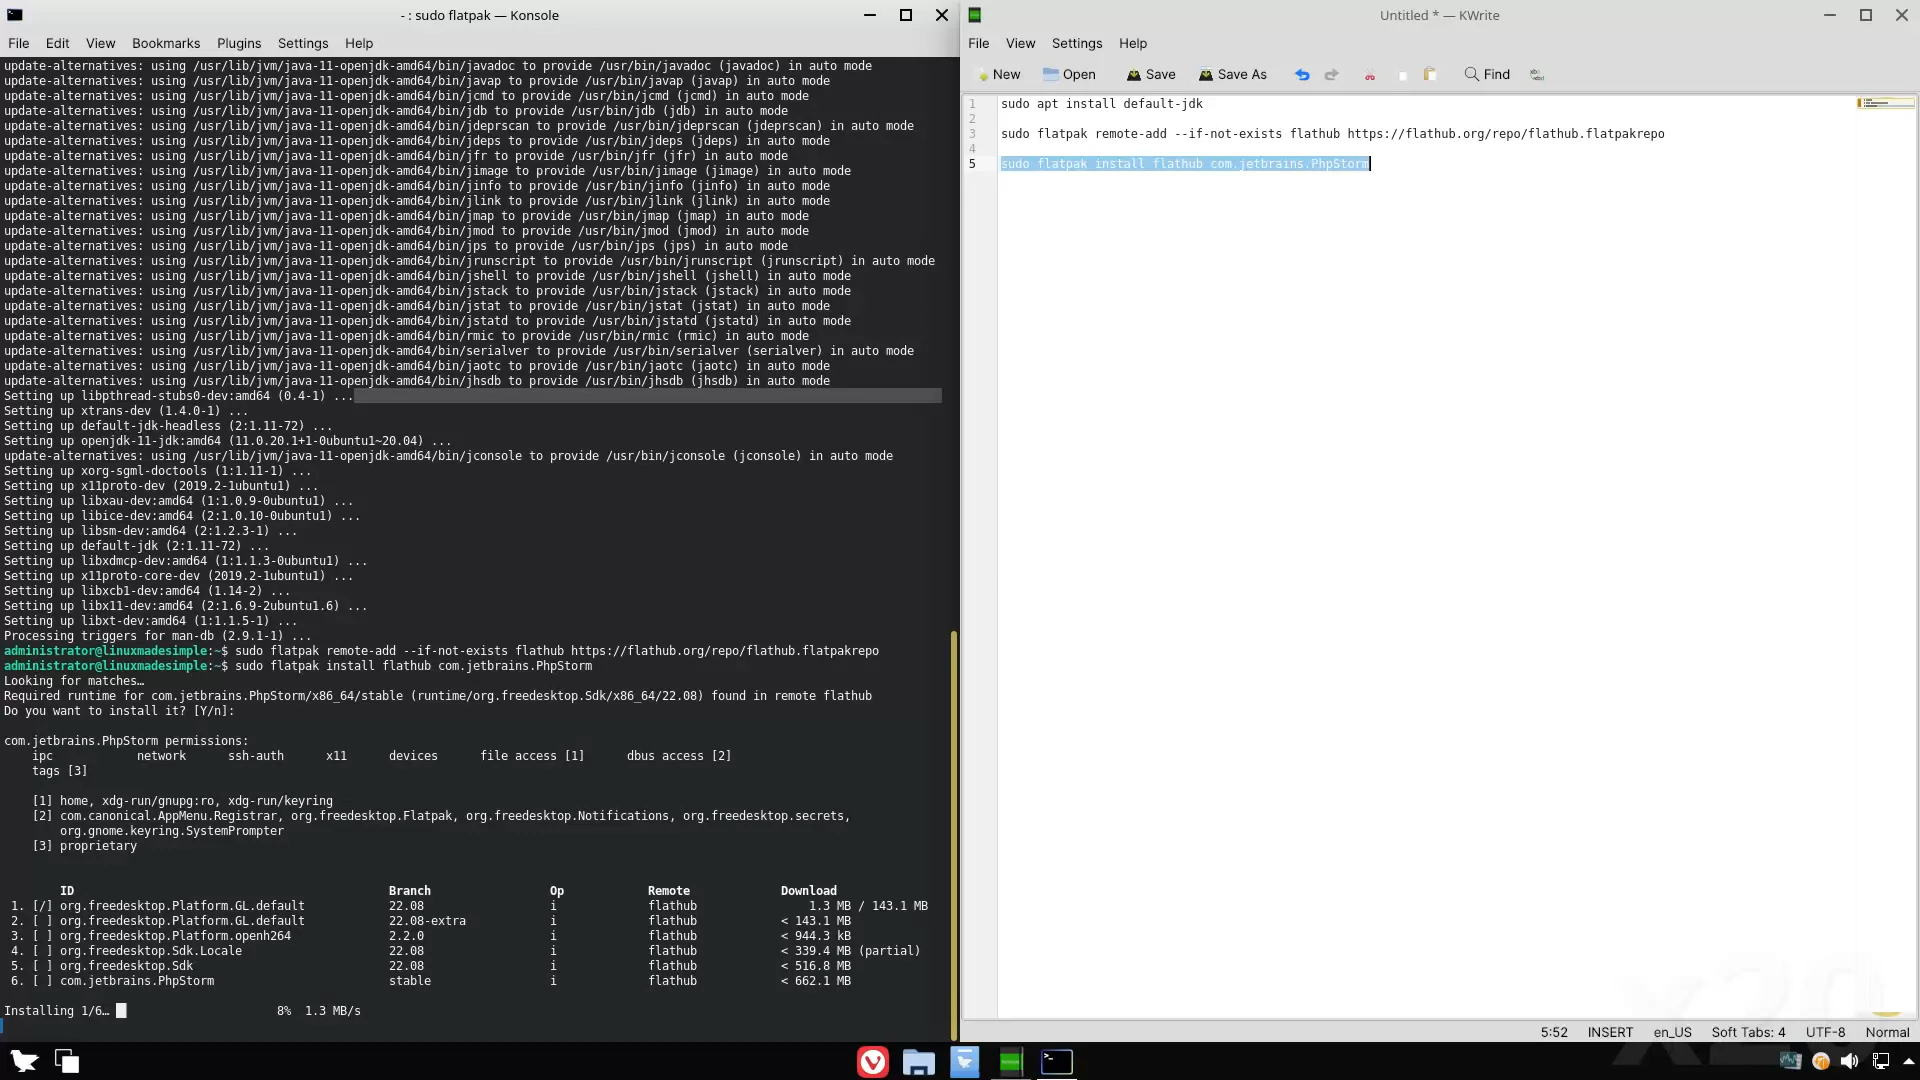 - : sudo flatpak — Konsole
File Edit View Bookmarks Plugins Settings Help
update-alternatives: using /usr/lib/jvm/java-11-openjdk-amd64/bin/javadoc to provide /usr/bin/javadoc (javadoc) in auto mode
update-alternatives: using /usr/lib/jvm/java-11-openjdk-amd64/bin/javap to provide /usr/bin/javap (javap) in auto mode
update-alternatives: using /usr/lib/jvm/java-11-openjdk-amd64/bin/jcmd to provide /usr/bin/jcmd (jcmd) in auto mode
update-alternatives: using /usr/lib/jvm/java-11-openjdk-amd64/bin/jdb to provide /usr/bin/jdb (jdb) in auto mode
update-alternatives: using /usr/lib/jvm/java-11-openjdk-amd64/bin/jdeprscan to provide /usr/bin/jdeprscan (jdeprscan) in auto mode
update-alternatives: using /usr/lib/jvm/java-11-openjdk-amd64/bin/jdeps to provide /usr/bin/jdeps (jdeps) in auto mode
update-alternatives: using /usr/lib/jvm/java-11-openjdk-amd64/bin/jfr to provide /usr/bin/jfr (jfr) in auto mode
update-alternatives: using /usr/lib/jvm/java-11-openjdk-amd64/bin/jimage to provide /usr/bin/jimage (jimage) in auto mode
update-alternatives: using /usr/lib/jvm/java-11-openjdk-amd64/bin/jinfo to provide /usr/bin/jinfo (jinfo) in auto mode
update-alternatives: using /usr/lib/jvm/java-11-openjdk-amd64/bin/jlink to provide /usr/bin/jlink (jlink) in auto mode
update-alternatives: using /usr/lib/jvm/java-11-openjdk-amd64/bin/jmap to provide /usr/bin/jmap (jmap) in auto mode
update-alternatives: using /usr/lib/jvm/java-11-openjdk-amd64/bin/jmod to provide /usr/bin/jmod (jmod) in auto mode
update-alternatives: using /usr/lib/jvm/java-11-openjdk-amd64/bin/jps to provide /usr/bin/jps (jps) in auto mode
update-alternatives: using /usr/lib/jvm/java-11-openjdk-amd64/bin/jrunscript to provide /usr/bin/jrunscript (jrunscript) in auto mode
update-alternatives: using /usr/lib/jvm/java-11-openjdk-amd64/bin/jshell to provide /usr/bin/jshell (jshell) in auto mode
update-alternatives: using /usr/lib/jvm/java-11-openjdk-amd64/bin/jstack to provide /usr/bin/jstack (jstack) in auto mode
update-alternatives: using /usr/lib/jvm/java-11-openjdk-amd64/bin/jstat to provide /usr/bin/jstat (jstat) in auto mode
update-alternatives: using /usr/lib/jvm/java-11-openjdk-amd64/bin/jstatd to provide /usr/bin/jstatd (jstatd) in auto mode
update-alternatives: using /usr/lib/jvm/java-11-openjdk-amd64/bin/rmic to provide /usr/bin/rmic (rmic) in auto mode
update-alternatives: using /usr/lib/jvm/java-11-openjdk-amd64/bin/serialver to provide /usr/bin/serialver (serialver) in auto mode
update-alternatives: using /usr/lib/jvm/java-11-openjdk-amd64/bin/jaotc to provide /usr/bin/jaotc (jaotc) in auto mode
update-alternatives: using /usr/lib/jvm/java-11-openjdk-amd64/bin/jhsdb to provide /usr/bin/jhsdb (jhsdb) in auto mode
Setting up libpthread-stubs0-dev:amd64 (0.4-1) ...
Setting up xtrans-dev (1.4.0-1) ...
Setting up default-jdk-headless (2:1.11-72) ...
Setting up openjdk-11-jdk:amd64 (11.0.20.1+1-0ubuntu1~20.04) ...
update-alternatives: using /usr/lib/jvm/java-11-openjdk-amd64/bin/jconsole to provide /usr/bin/jconsole (jconsole) in auto mode
Setting up xorg-sgml-doctools (1:1.11-1) ...
Setting up x11proto-dev (2019.2-1ubuntu1) ...
Setting up libxau-dev:amd64 (1:1.0.9-0ubuntu1) ...
Setting up libice-dev:amd64 (2:1.0.10-0ubuntu1) ...
Setting up libsm-dev:amd64 (2:1.2.3-1) ...
Setting up default-jdk (2:1.11-72) ...
Setting up libxdmcp-dev:amd64 (1:1.1.3-0ubuntu1) ...
Setting up x11proto-core-dev (2019.2-1ubuntu1) ...
Setting up libxcb1-dev:amd64 (1.14-2) ...
Setting up libx11-dev:amd64 (2:1.6.9-2ubuntu1.6) ...
Setting up libxt-dev:amd64 (1:1.1.5-1) ...
Processing triggers for man-db (2.9.1-1) ...
administrator@linuxmadesimple:~$ sudo flatpak remote-add --if-not-exists flathub https://flathub.org/repo/flathub.flatpakrepo
administrator@linuxmadesimple:~$ sudo flatpak install flathub com.jetbrains.PhpStorm
Looking for matches…
Required runtime for com.jetbrains.PhpStorm/x86_64/stable (runtime/org.freedesktop.Sdk/x86_64/22.08) found in remote flathub
Do you want to install it? [Y/n]:
com.jetbrains.PhpStorm permissions:
ipc network ssh-auth x11 devices file access [1] dbus access [2]
tags [3]
[1] home, xdg-run/gnupg:ro, xdg-run/keyring
[2] com.canonical.AppMenu.Registrar, org.freedesktop.Flatpak, org.freedesktop.Notifications, org.freedesktop.secrets,
org.gnome.keyring.SystemPrompter
[3] proprietary
ID Branch Op Remote Download
1. [/] org.freedesktop.Platform.GL.default 22.08 i flathub 1.3 MB / 143.1 MB
2. [ ] org.freedesktop.Platform.GL.default 22.08-extra i flathub < 143.1 MB
3. [ ] org.freedesktop.Platform.openh264 2.2.0 i flathub < 944.3 kB
4. [ ] org.freedesktop.Sdk.Locale 22.08 i flathub < 339.4 MB (partial)
5. [ ] org.freedesktop.Sdk 22.08 i flathub < 516.8 MB
6. [ ] com.jetbrains.PhpStorm stable i flathub < 662.1 MB
Installing 1/6… 8% 1.3 MB/s
Untitled * — KWrite
File View Settings Help
New Open Save Save As Find
1 sudo apt install default-jdk
2
3 sudo flatpak remote-add --if-not-exists flathub https://flathub.org/repo/flathub.flatpakrepo
4
5 sudo flatpak install flathub com.jetbrains.PhpStorm
x20
5:52 INSERT en_US Soft Tabs: 4 UTF-8 Normal